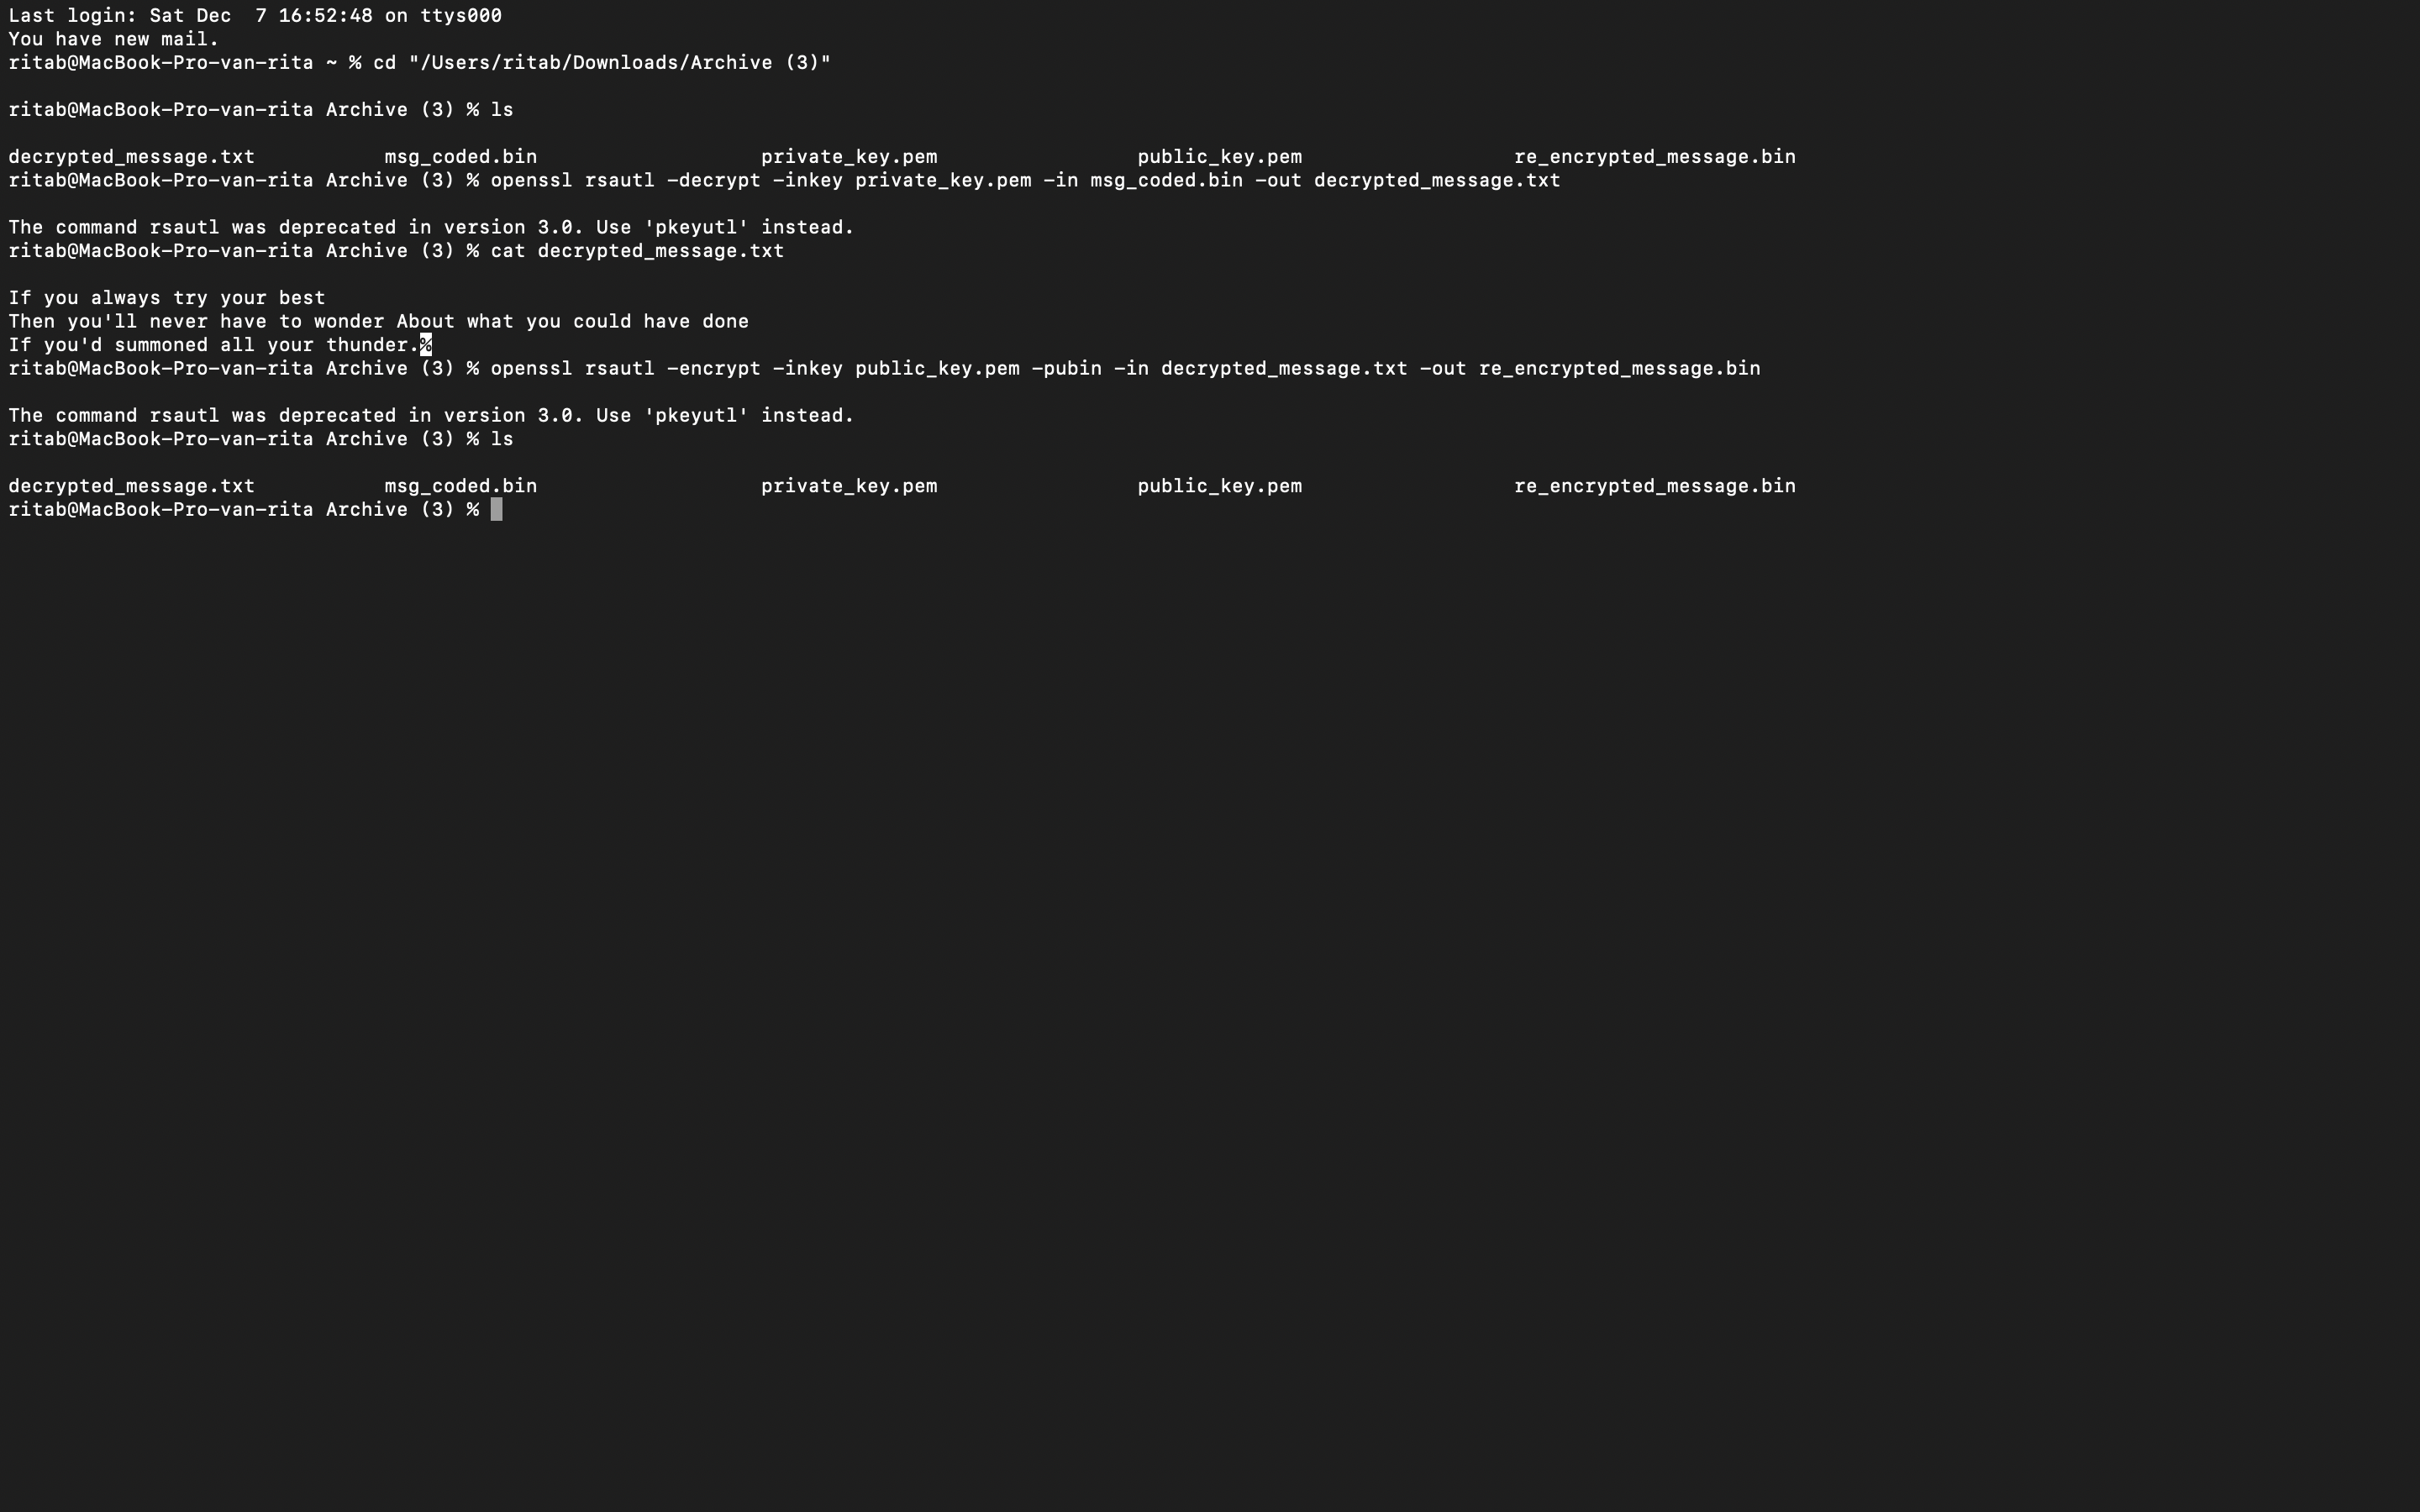 Last login: Sat Dec  7 16:52:48 on ttys000
You have new mail.
ritab@MacBook-Pro-van-rita ~ % cd "/Users/ritab/Downloads/Archive (3)"
ritab@MacBook-Pro-van-rita Archive (3) % ls
decrypted_message.txt           msg_coded.bin                   private_key.pem                 public_key.pem                  re_encrypted_message.bin
ritab@MacBook-Pro-van-rita Archive (3) % openssl rsautl -decrypt -inkey private_key.pem -in msg_coded.bin -out decrypted_message.txt
The command rsautl was deprecated in version 3.0. Use 'pkeyutl' instead.
ritab@MacBook-Pro-van-rita Archive (3) % cat decrypted_message.txt
If you always try your best
Then you'll never have to wonder About what you could have done
If you'd summoned all your thunder.%
ritab@MacBook-Pro-van-rita Archive (3) % openssl rsautl -encrypt -inkey public_key.pem -pubin -in decrypted_message.txt -out re_encrypted_message.bin
The command rsautl was deprecated in version 3.0. Use 'pkeyutl' instead.
ritab@MacBook-Pro-van-rita Archive (3) % ls
decrypted_message.txt           msg_coded.bin                   private_key.pem                 public_key.pem                  re_encrypted_message.bin
ritab@MacBook-Pro-van-rita Archive (3) %